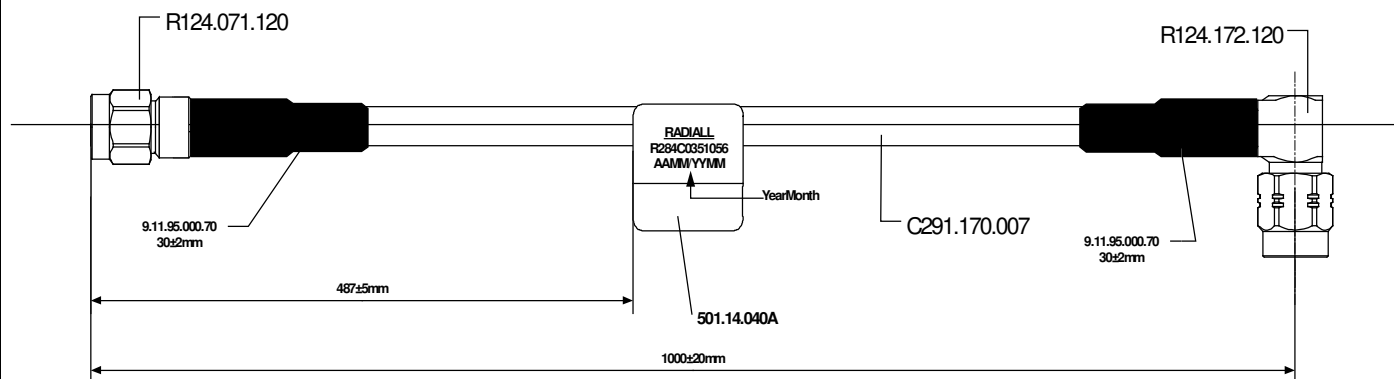 R124.071.120
R124.172.120
RADIALL
R284C0351056
AAMM/YYMM
YearMonth
9.11.95.000.70
30±2mm
C291.170.007
9.11.95.000.70
30±2mm
487±5mm
501.14.040A
1000±20mm